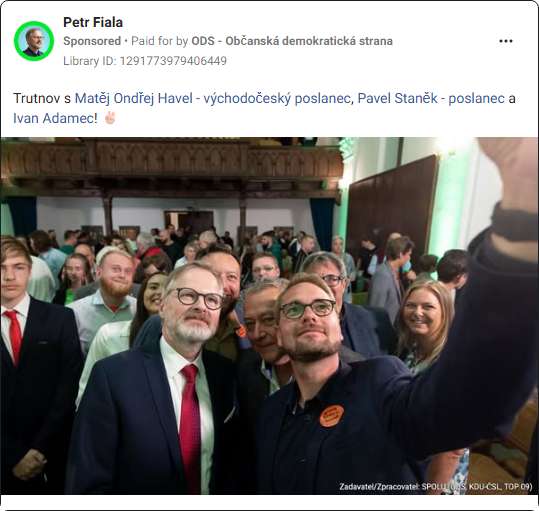 Petr Fiala
Sponsored • Paid for by ODS - Občanská demokratická strana
Library ID: 1291773979406449
Trutnov s Matěj Ondřej Havel - východočeský poslanec, Pavel Staněk - poslanec a
Ivan Adamec! ✌🏻
Zadavatel/Zpracovatel: SPOLU (ODS, KDU-ČSL, TOP 09)